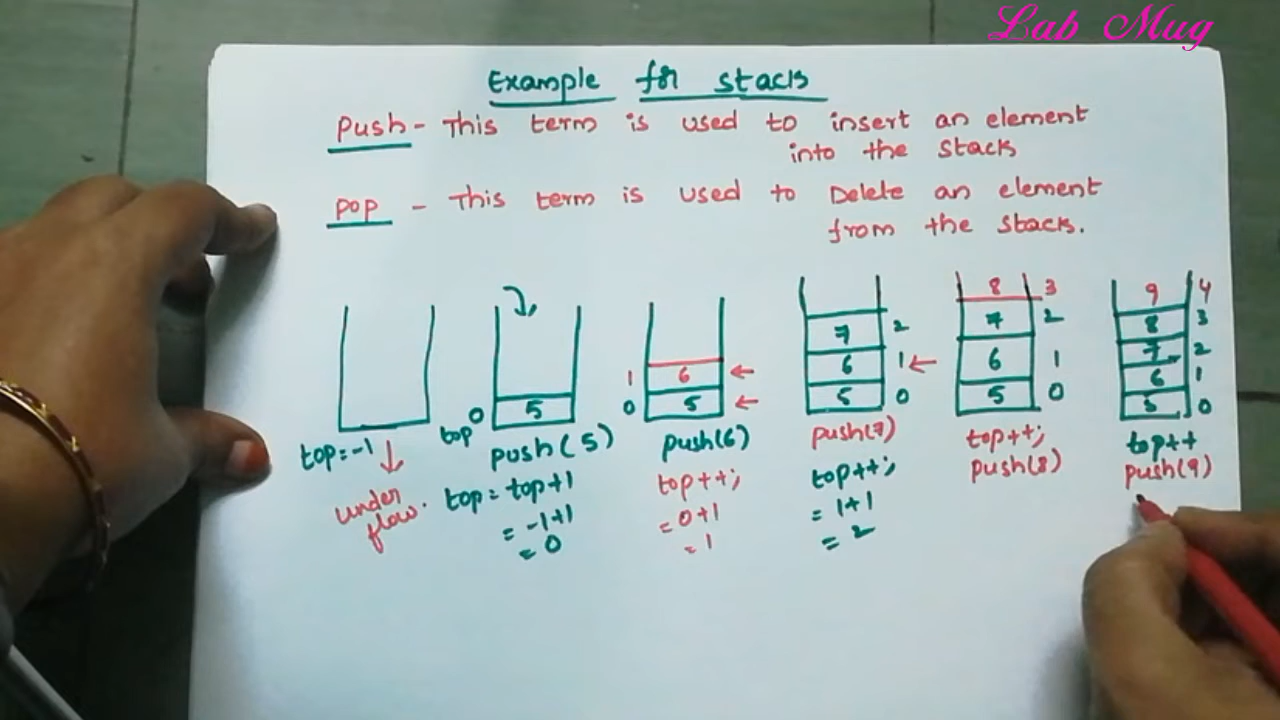 Lab Mug
Example for stack
Push - This term is used to insert an element
into the stack
POP - This term is used to Delete an element
from the stack.
top=-1
under
flow.
5
0
top
push(5)
top = top+1
= -1+1
= 0
6
5
1
0
push(6)
top++;
= 0+1
= 1
7 2
6 1
5 0
push(7)
top++;
= 1+1
= 2
8 3
7 2
6 1
5 0
top++;
push(8)
9 4
8 3
7 2
6 1
5 0
top++
push(9)